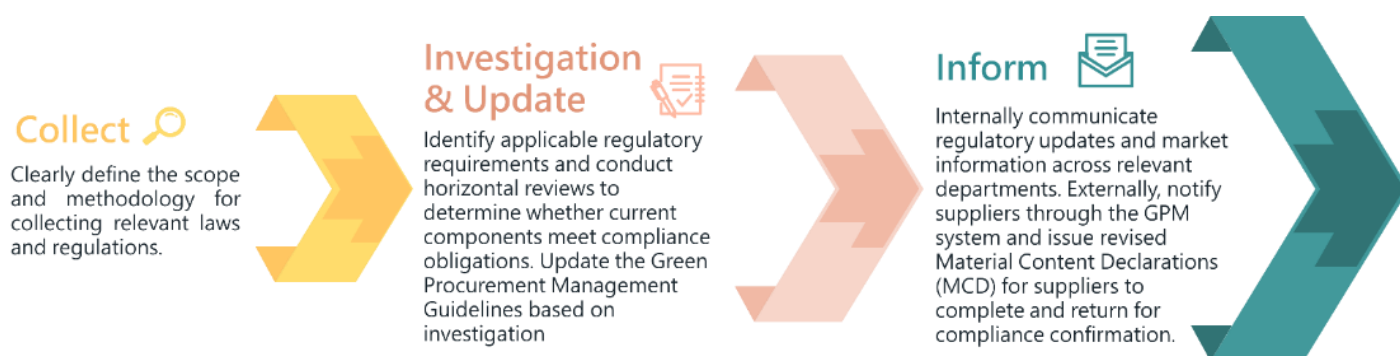 Collect
Clearly define the scope
and methodology for
collecting relevant laws
and regulations.
Investigation
& Update
Identify applicable regulatory
requirements and conduct
horizontal reviews to
determine whether current
components meet compliance
obligations. Update the Green
Procurement Management
Guidelines based on
investigation
Inform
Internally communicate
regulatory updates and market
information across relevant
departments. Externally, notify
suppliers through the GPM
system and issue revised
Material Content Declarations
(MCD) for suppliers to
complete and return for
compliance confirmation.